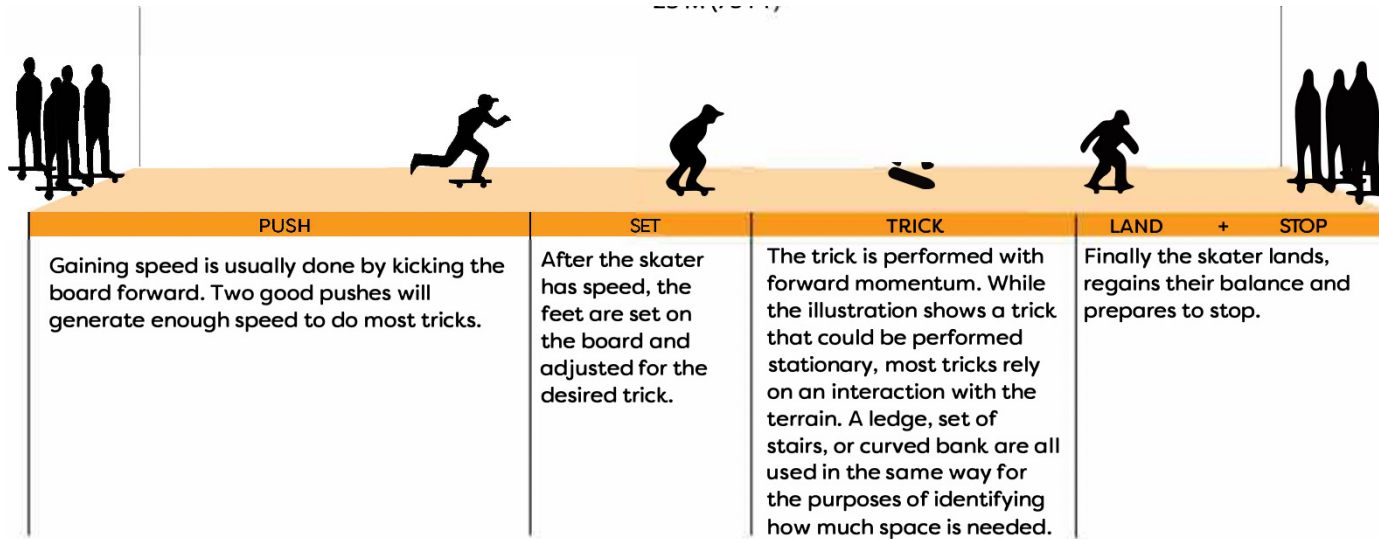 PUSH
SET
TRICK
LAND + STOP
Gaining speed is usually done by kicking the
board forward. Two good pushes will
generate enough speed to do most tricks.
After the skater
has speed, the
feet are set on
the board and
adjusted for the
desired trick.
The trick is performed with
forward momentum. While
the illustration shows a trick
that could be performed
stationary, most tricks rely
on an interaction with the
terrain. A ledge, set of
stairs, or curved bank are all
used in the same way for
the purposes of identifying
how much space is needed.
Finally the skater lands,
regains their balance and
prepares to stop.